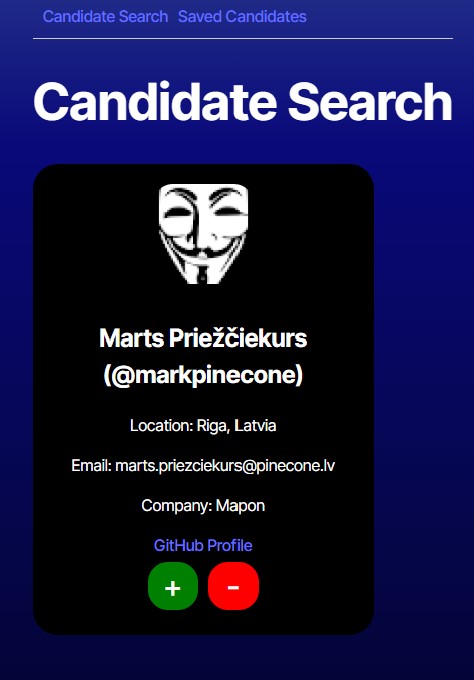 Candidate Search Saved Candidates
Candidate Search
Marts Priežčiekurs
(@markpinecone)
Location: Riga, Latvia
Email: marts.priezciekurs@pinecone.lv
Company: Mapon
GitHub Profile
+ -